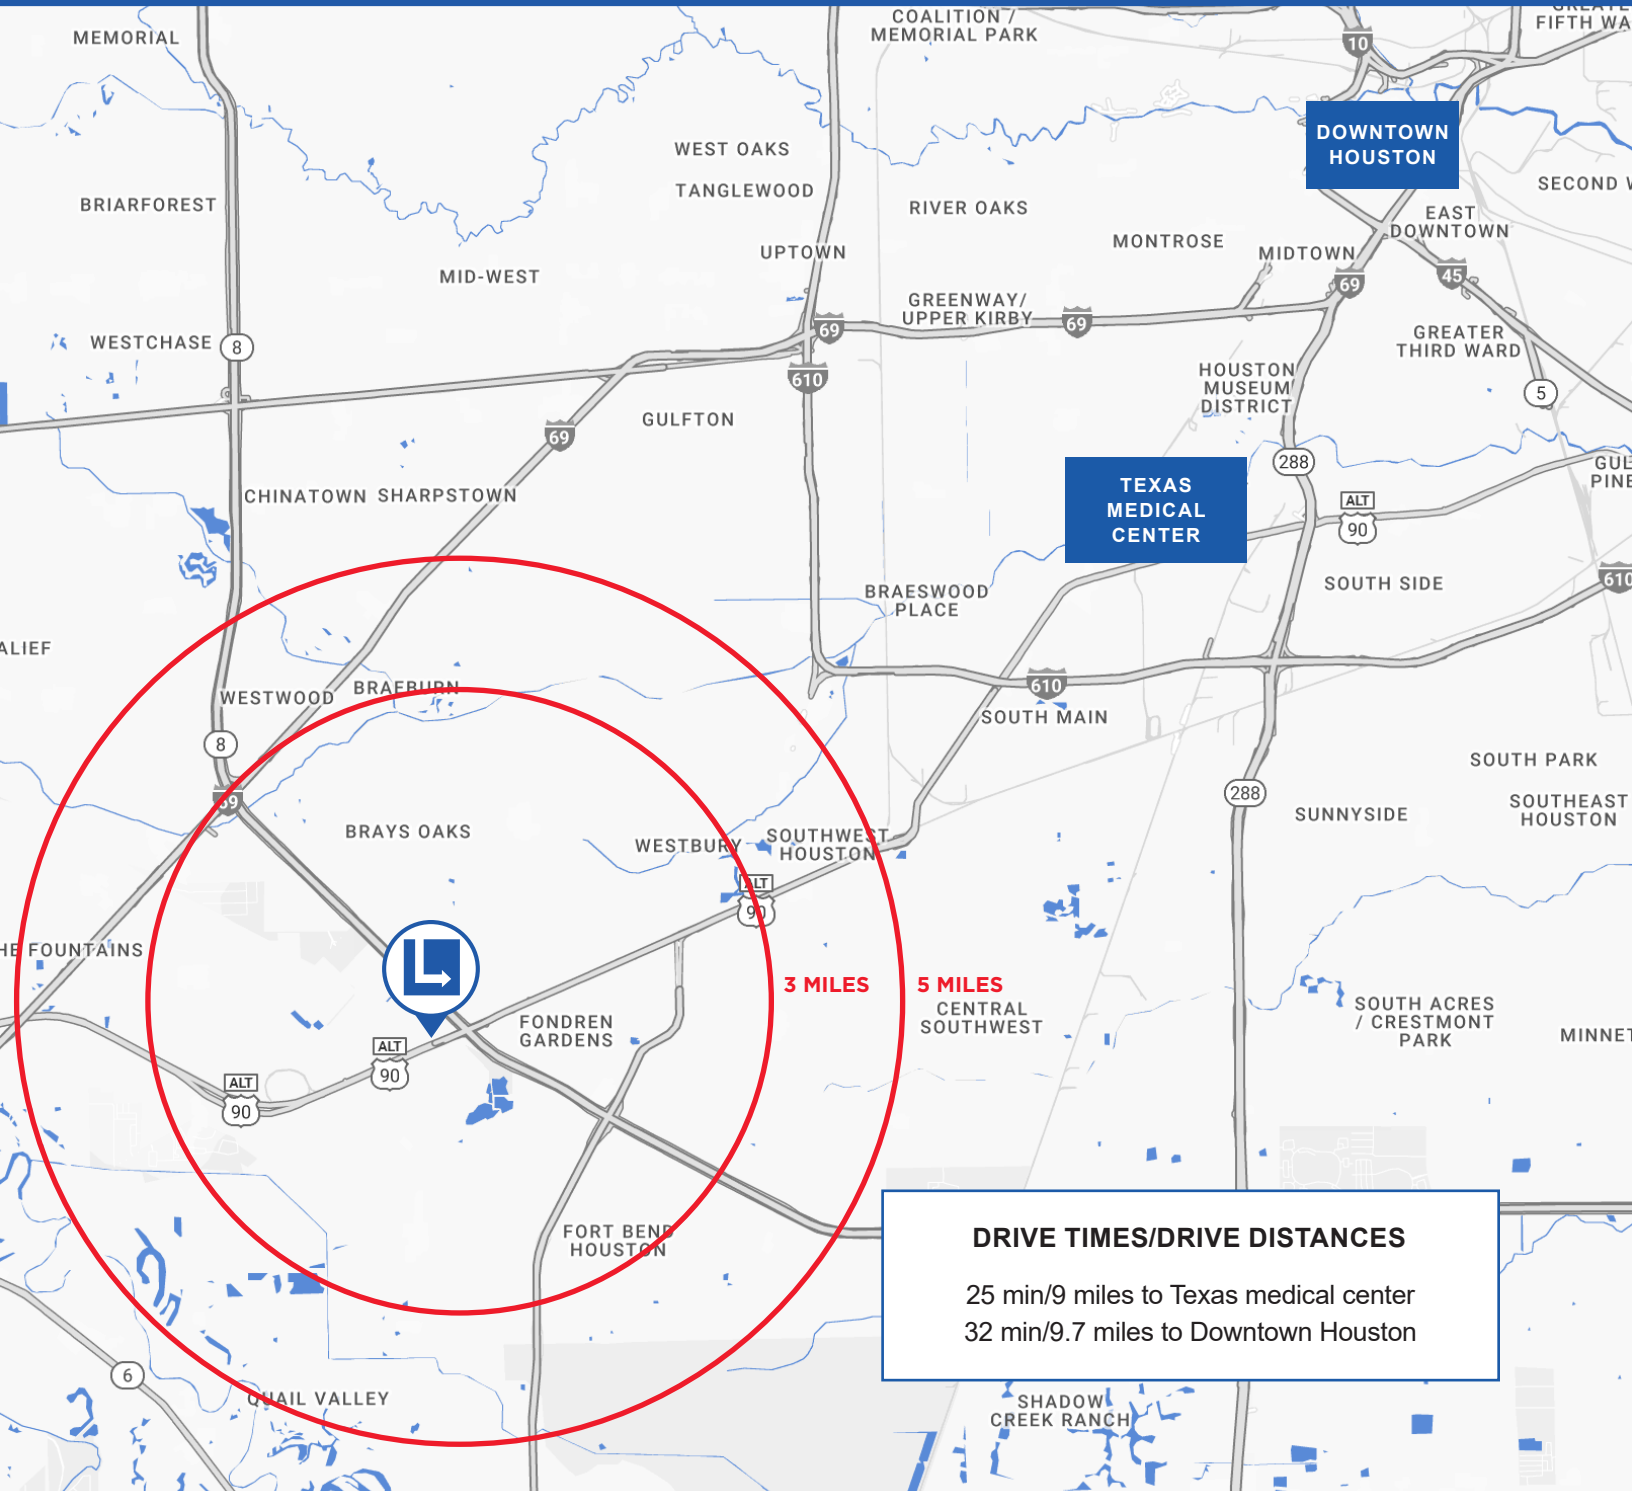 COALITION /
MEMORIAL PARK
FIFTH WA
MEMORIAL
10
DOWNTOWN
HOUSTON
WEST OAKS
TANGLEWOOD
SECOND
BRIARFOREST
RIVER OAKS
EAST
DOWNTOWN
MONTROSE
UPTOWN
MIDTOWN
MID-WEST
45
69
GREENWAY/
UPPER KIRBY
69
69
WESTCHASE
8
GREATER
THIRD WARD
610
HOUSTON
MUSEUM
DISTRICT
5
GULFTON
69
288
GUL
PINE
TEXAS
MEDICAL
CENTER
CHINATOWN
SHARPSTOWN
ALT
90
610
SOUTH SIDE
BRAESWOOD
PLACE
ALIEF
610
WESTWOOD
BRAEBURN
SOUTH MAIN
8
SOUTH PARK
69
288
SUNNYSIDE
SOUTHEAST
HOUSTON
BRAYS OAKS
WESTBURY
SOUTHWEST
HOUSTON
ALT
90
HE FOUNTAINS
L
3 MILES
5 MILES
CENTRAL
SOUTHWEST
SOUTH ACRES
/ CRESTMONT
PARK
FONDREN
GARDENS
MINNET
ALT
90
ALT
90
FORT BEND
HOUSTON
DRIVE TIMES/DRIVE DISTANCES
25 min/9 miles to Texas medical center
32 min/9.7 miles to Downtown Houston
6
QUAIL VALLEY
SHADOW
CREEK RANCH